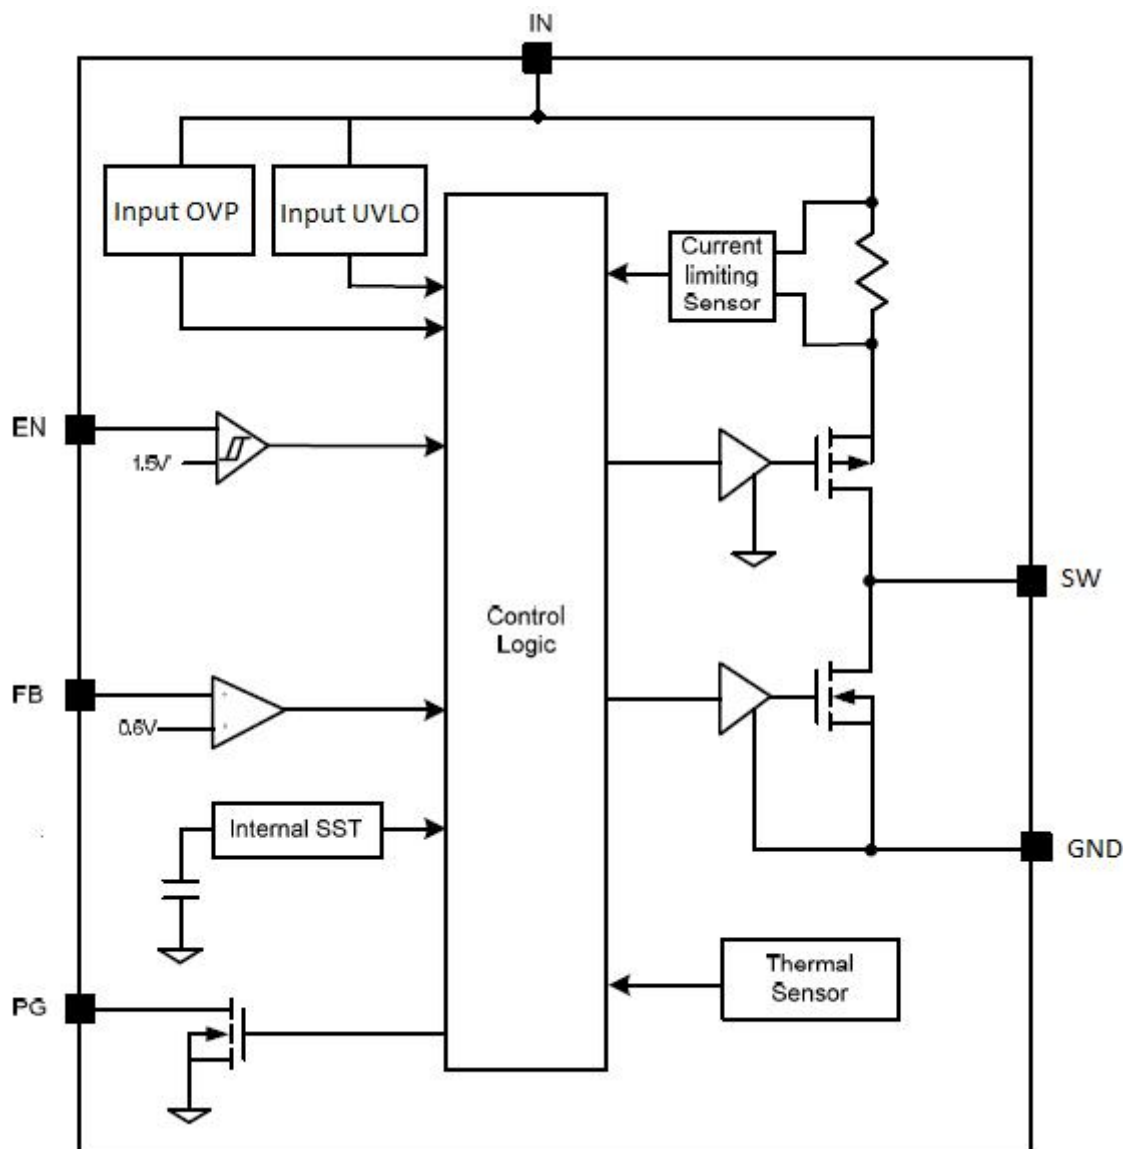 IN
Input OVP
Input UVLO
Current
limiting
Sensor
EN
1.5V
SW
Control
Logic
FB
0.6V
Internal SST
GND
Thermal
Sensor
PG